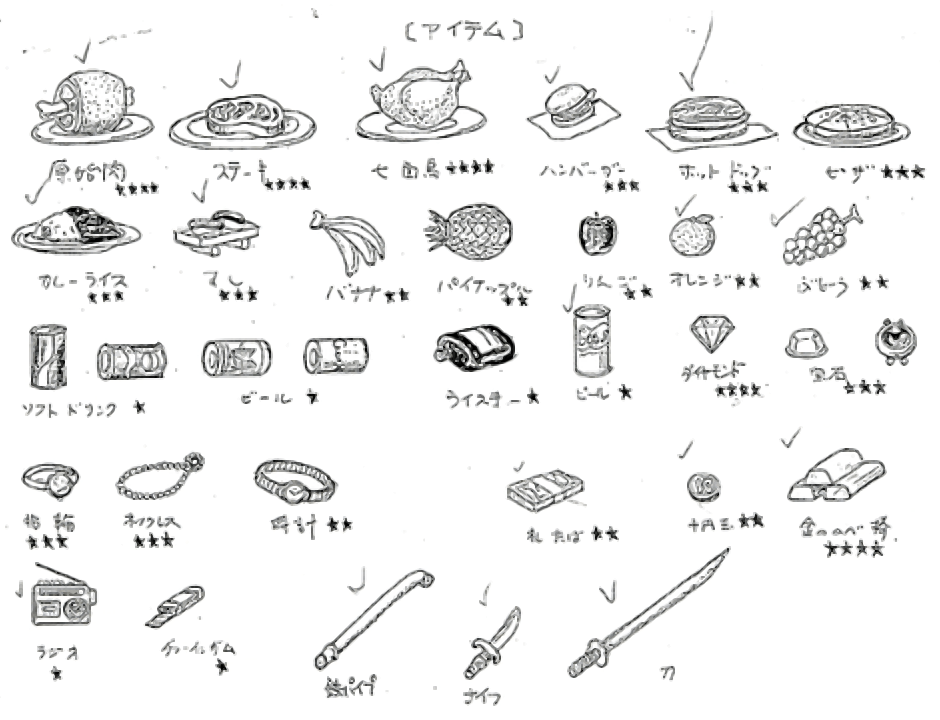 〔アイテム〕
原始肉 ★★★★
ステーキ ★★★★
七面鳥 ★★★★
ハンバーガー ★★★
ホットドッグ ★★★
ピザ ★★★
カレーライス ★★★
すし ★★★
バナナ ★★
パイナップル ★★
りんご ★★
オレンジ ★★
ぶどう ★★
ソフトドリンク ★
ビール ★
ウイスキー ★
ビール ★
ダイヤモンド ★★★★
宝石 ★★★
指輪 ★★★
ネックレス ★★★
時計 ★★
札たば ★★
十円玉 ★★
金ののべ棒 ★★★★
ラジオ ★
チューインガム ★
鉄パイプ
ナイフ
刀